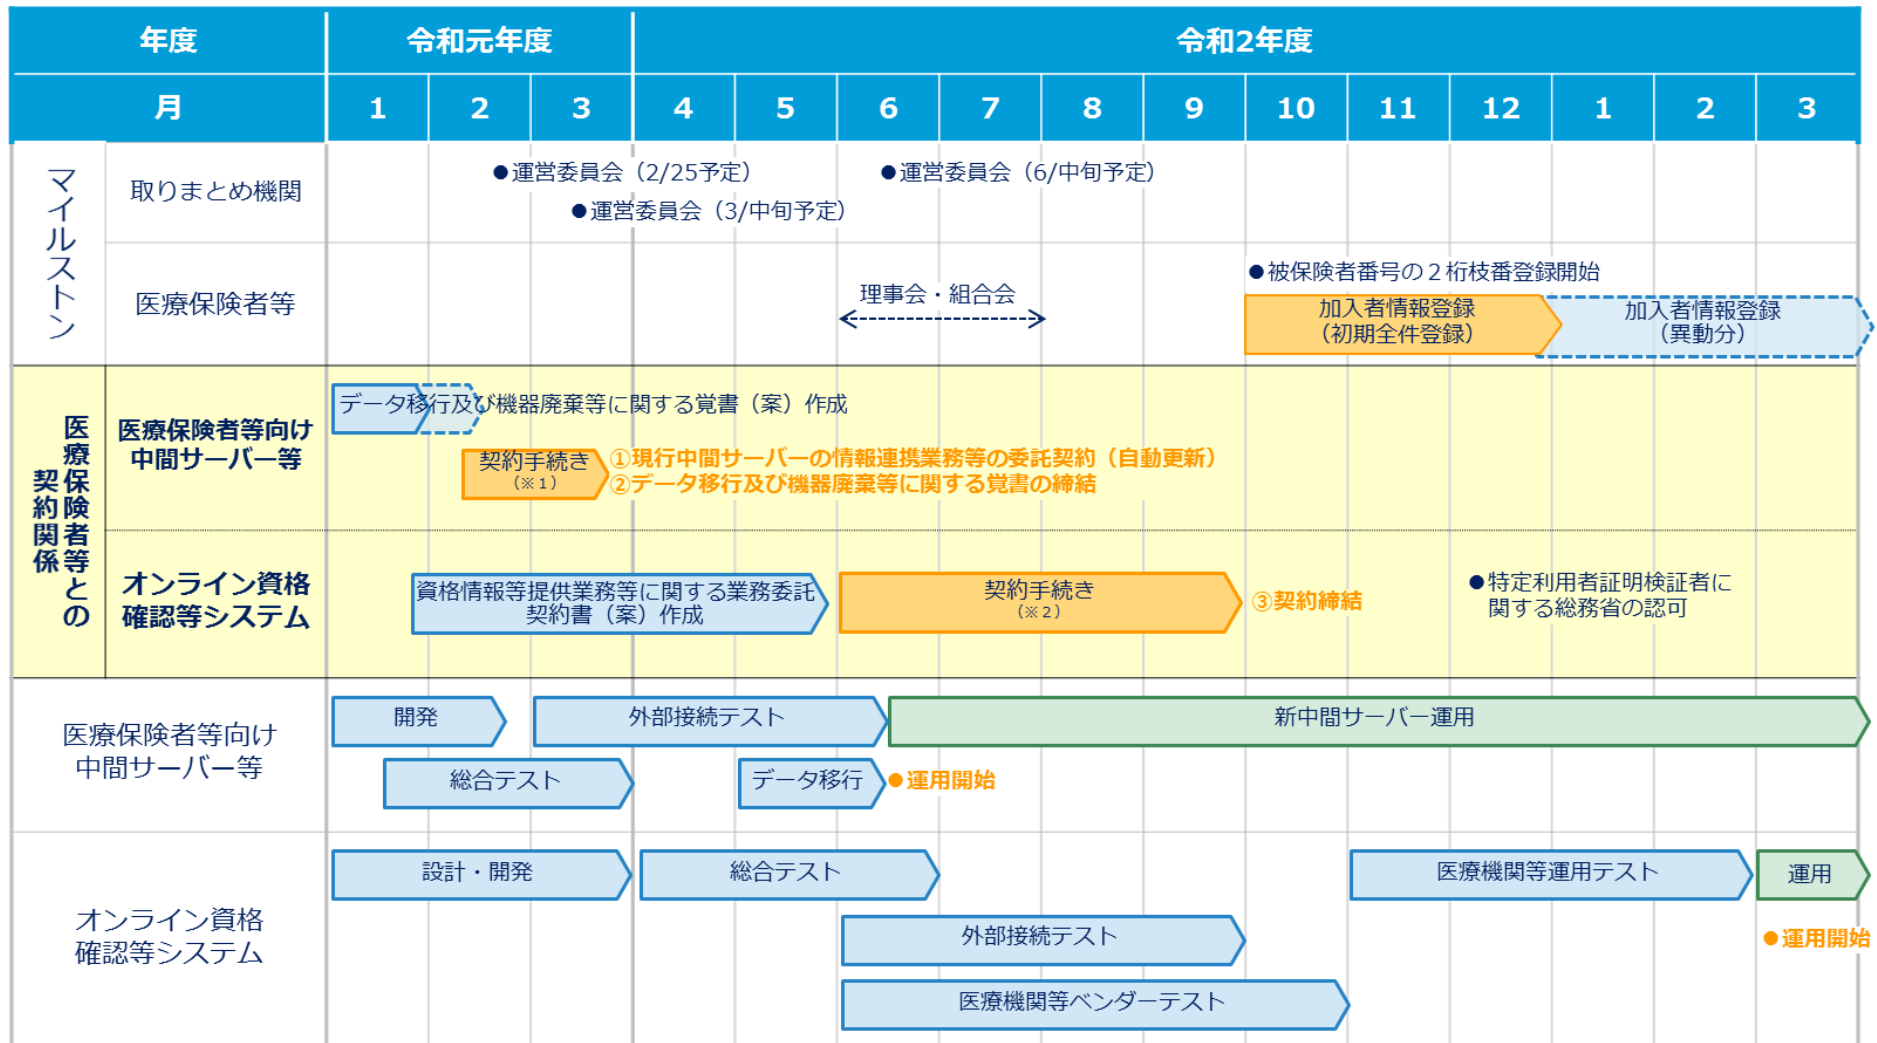 年度
令和元年度
令和2年度
月
1
2
3
4
5
6
7
8
9
10
11
12
1
2
3
マイルストン
取りまとめ機関
●運営委員会（2/25予定）
●運営委員会（6/中旬予定）
●運営委員会（3/中旬予定）
医療保険者等
理事会・組合会
●被保険者番号の２桁枝番登録開始
加入者情報登録
（初期全件登録）
加入者情報登録
（異動分）
医療保険者等との
契約関係
医療保険者等向け
中間サーバー等
データ移行及び機器廃棄等に関する覚書（案）作成
契約手続き
（※１）
①現行中間サーバーの情報連携業務等の委託契約（自動更新）
②データ移行及び機器廃棄等に関する覚書の締結
オンライン資格
確認等システム
資格情報等提供業務等に関する業務委託
契約書（案）作成
契約手続き
（※２）
③契約締結
●特定利用者証明検証者に
関する総務省の認可
医療保険者等向け
中間サーバー等
開発
外部接続テスト
新中間サーバー運用
総合テスト
データ移行
●運用開始
オンライン資格
確認等システム
設計・開発
総合テスト
医療機関等運用テスト
運用
外部接続テスト
●運用開始
医療機関等ベンダーテスト